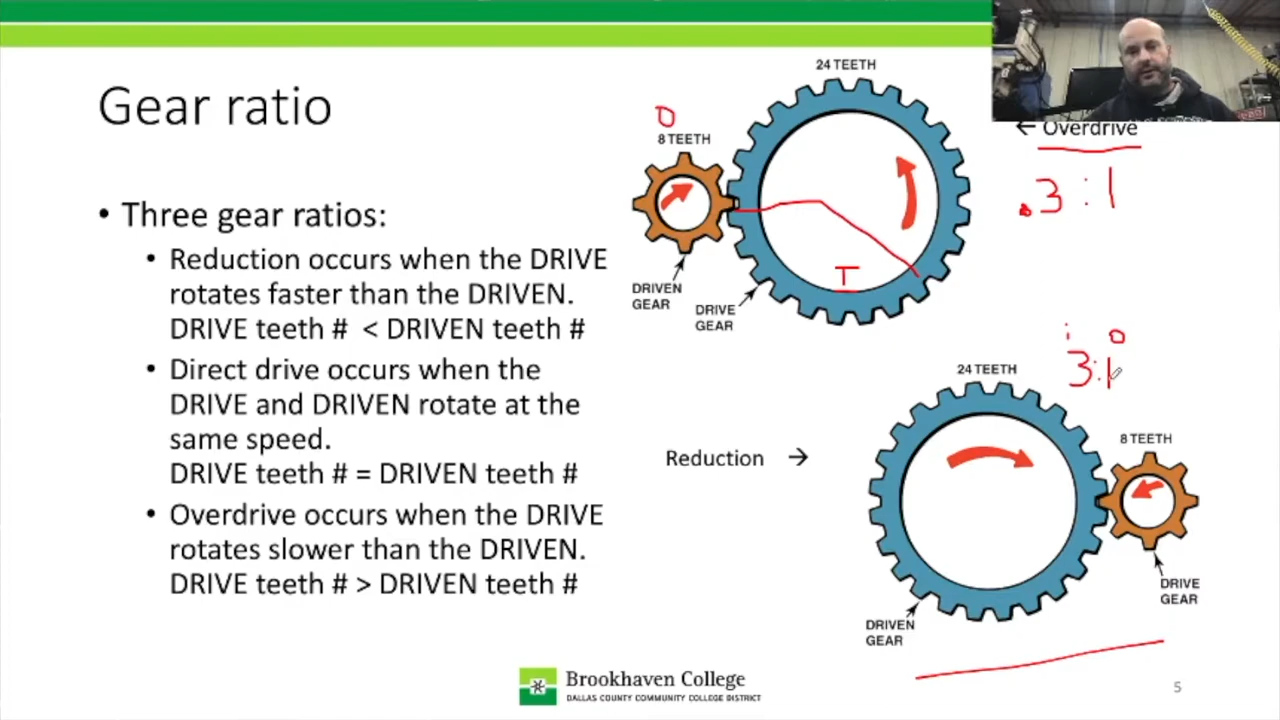 Gear ratio
• Three gear ratios:
• Reduction occurs when the DRIVE
rotates faster than the DRIVEN.
DRIVE teeth # < DRIVEN teeth #
• Direct drive occurs when the
DRIVE and DRIVEN rotate at the
same speed.
DRIVE teeth # = DRIVEN teeth #
• Overdrive occurs when the DRIVE
rotates slower than the DRIVEN.
DRIVE teeth # > DRIVEN teeth #
24 TEETH
O
8 TEETH
DRIVEN
GEAR
DRIVE
GEAR
I
← Overdrive
.3:1
i O
3:1
24 TEETH
8 TEETH
Reduction →
DRIVE
GEAR
DRIVEN
GEAR
Brookhaven College
DALLAS COUNTY COMMUNITY COLLEGE DISTRICT
5